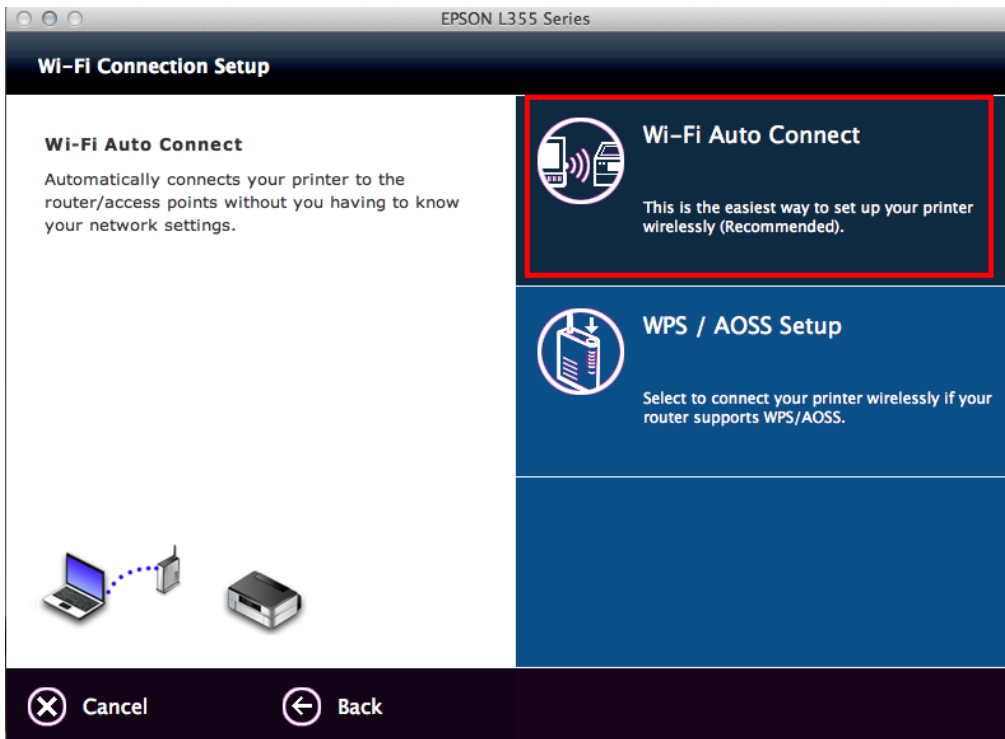 EPSON L355 Series
Wi-Fi Connection Setup
Wi-Fi Auto Connect
Automatically connects your printer to the
router/access points without you having to know
your network settings.
Wi-Fi Auto Connect
This is the easiest way to set up your printer
wirelessly (Recommended).
WPS / AOSS Setup
Select to connect your printer wirelessly if your
router supports WPS/AOSS.
Cancel
Back